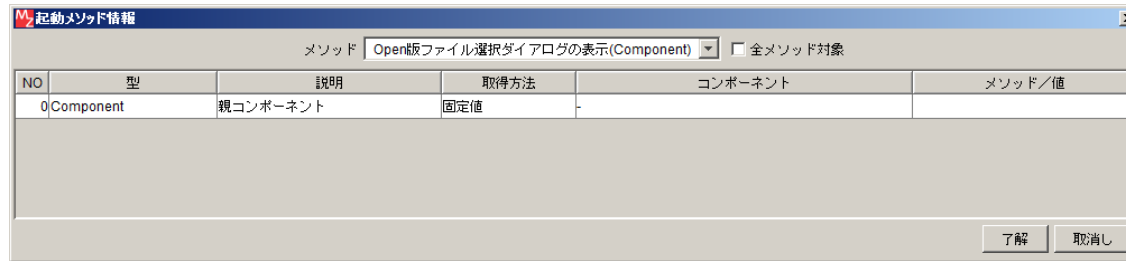 MZ 起動メソッド情報
メソッド Open版ファイル選択ダイアログの表示(Component) 全メソッド対象
NO 型 説明 取得方法 コンポーネント メソッド／値
0 Component 親コンポーネント 固定値 -
了解 取消し